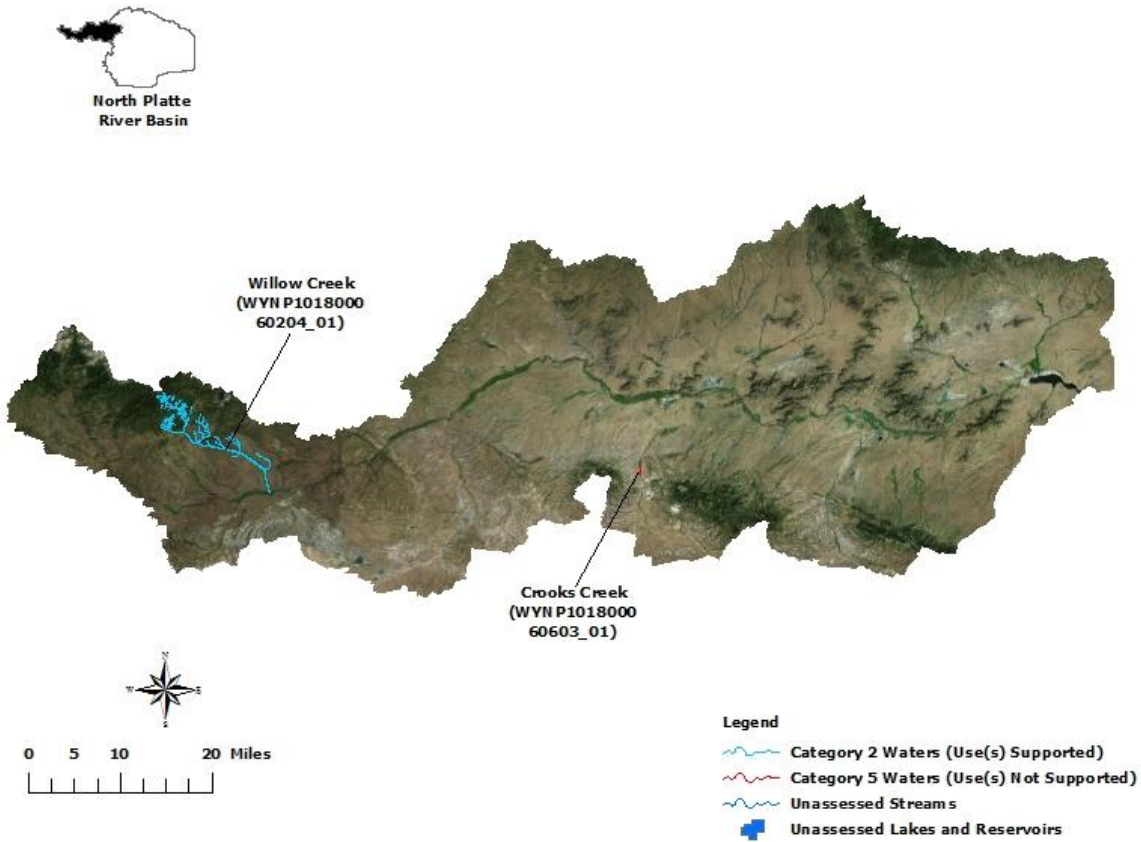 North Platte
River Basin
Willow Creek
(WYNP1018000
60204_01)
Crooks Creek
(WYNP1018000
60603_01)
N
W
E
S
0 5 10 20 Miles
Legend
Category 2 Waters (Use(s) Supported)
Category 5 Waters (Use(s) Not Supported)
Unassessed Streams
Unassessed Lakes and Reservoirs